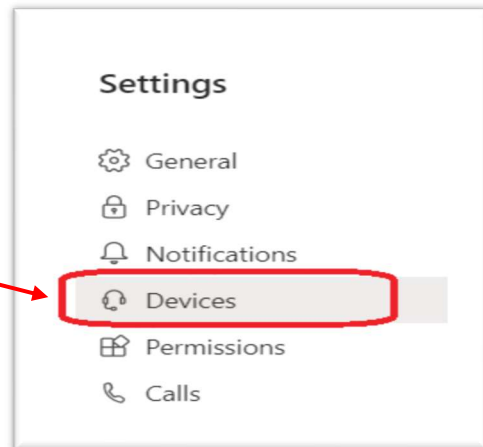 Settings
General
Privacy
Notifications
Devices
Permissions
Calls